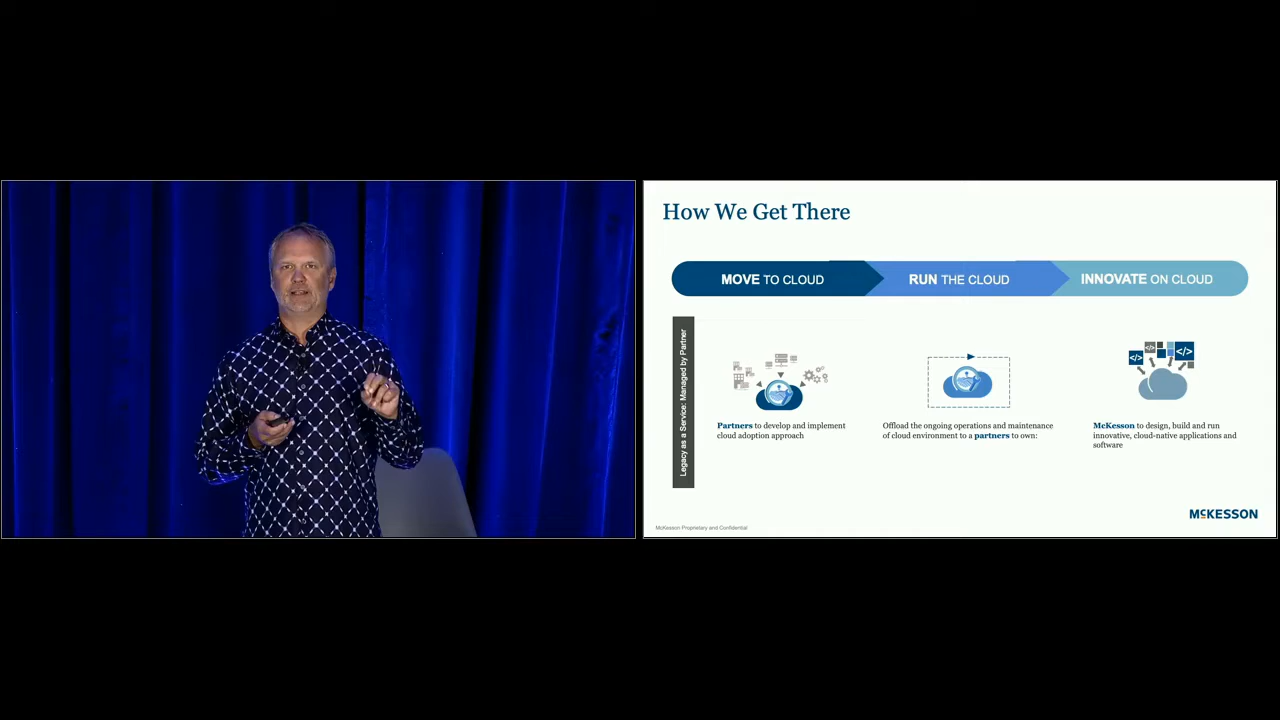 How We Get There
MOVE TO CLOUD
RUN THE CLOUD
INNOVATE ON CLOUD
Legacy as a Service: Managed by Partner
Partners to develop and implement
cloud adoption approach
Offload the ongoing operations and maintenance
of cloud environment to a partners to own:
</>
</>
</>
McKesson to design, build and run
innovative, cloud-native applications and
software
McKesson Proprietary and Confidential
MCKESSON